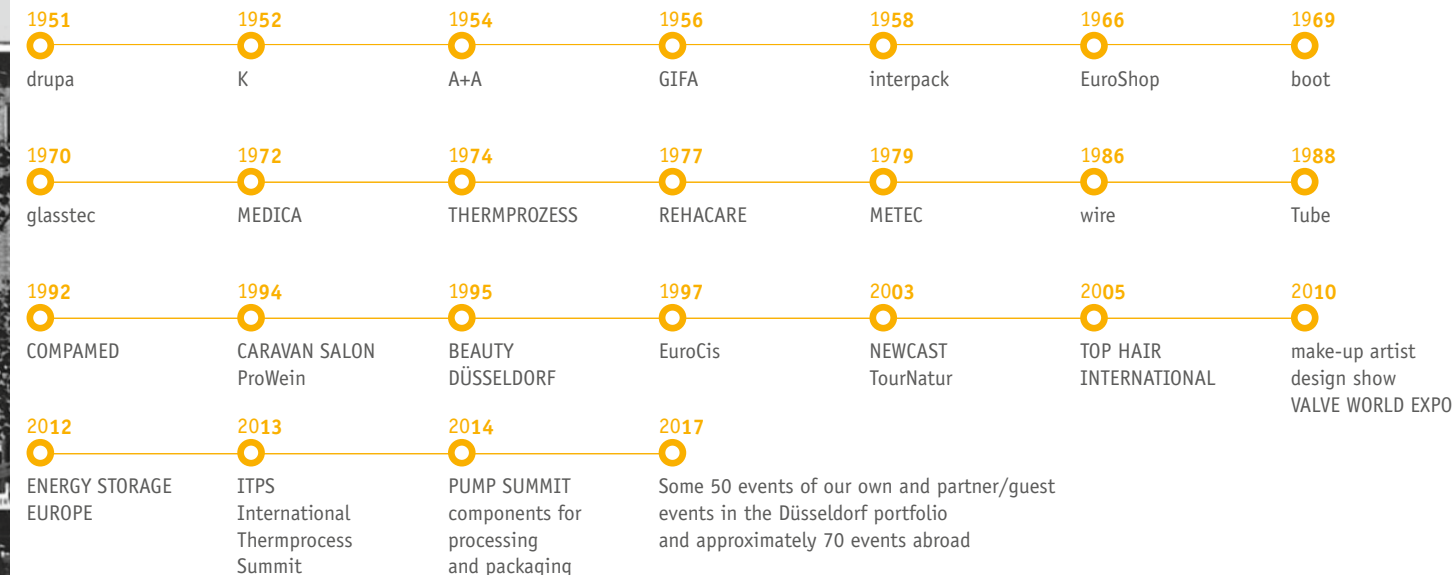 1951
drupa
1952
K
1954
A+A
1956
GIFA
1958
interpack
1966
EuroShop
1969
boot
1970
glasstec
1972
MEDICA
1974
THERMPROZESS
1977
REHACARE
1979
METEC
1986
wire
1988
Tube
1992
COMPAMED
1994
CARAVAN SALON
ProWein
1995
BEAUTY
DÜSSELDORF
1997
EuroCis
2003
NEWCAST
TourNatur
2005
TOP HAIR
INTERNATIONAL
2010
make-up artist
design show
VALVE WORLD EXPO
2012
ENERGY STORAGE
EUROPE
2013
ITPS
International
Thermprocess
Summit
2014
PUMP SUMMIT
components for
processing
and packaging
2017
Some 50 events of our own and partner/guest
events in the Düsseldorf portfolio
and approximately 70 events abroad